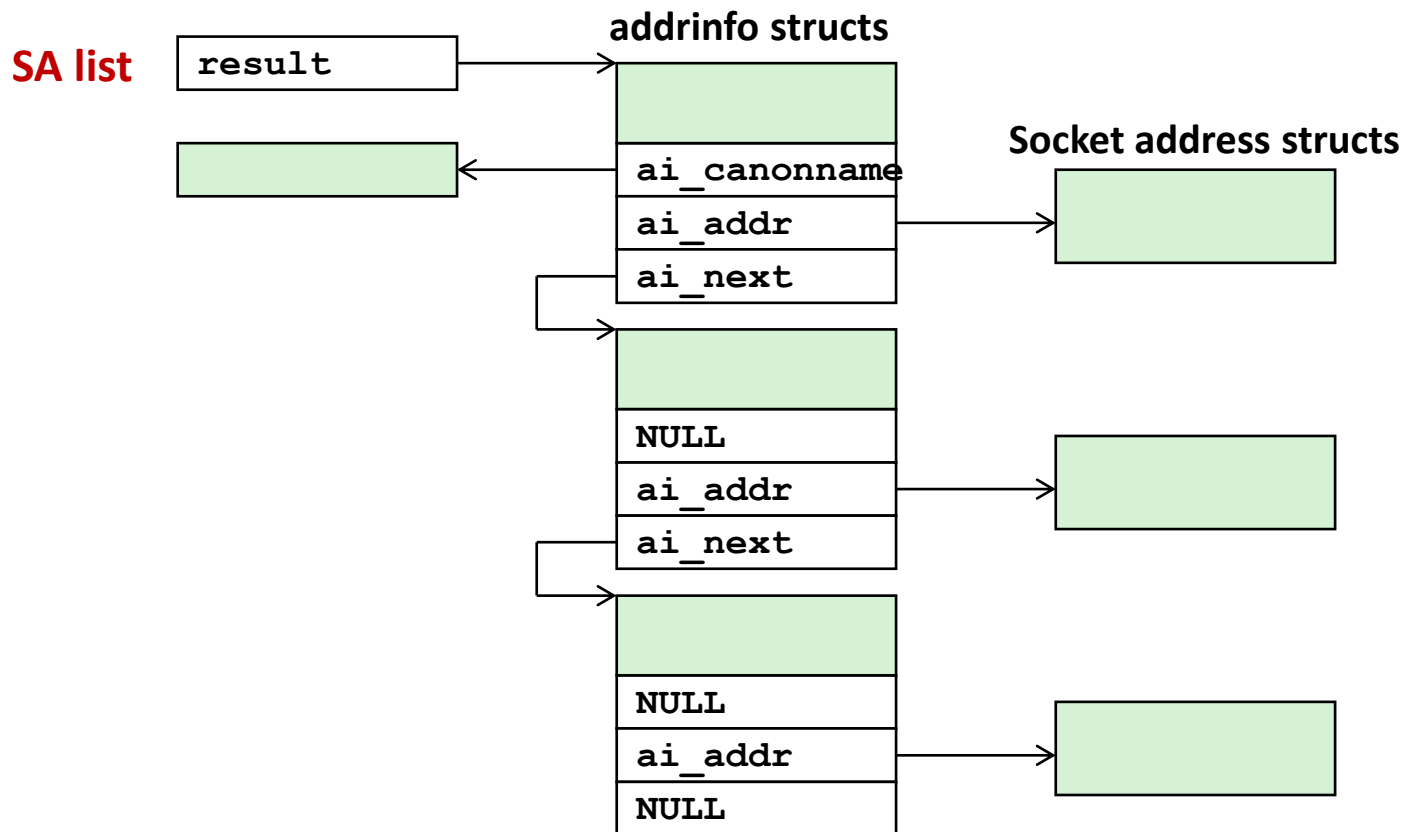 addrinfo structs
SA list
result
Socket address structs
ai_canonname
ai_addr
ai_next
NULL
ai_addr
ai_next
NULL
ai_addr
NULL